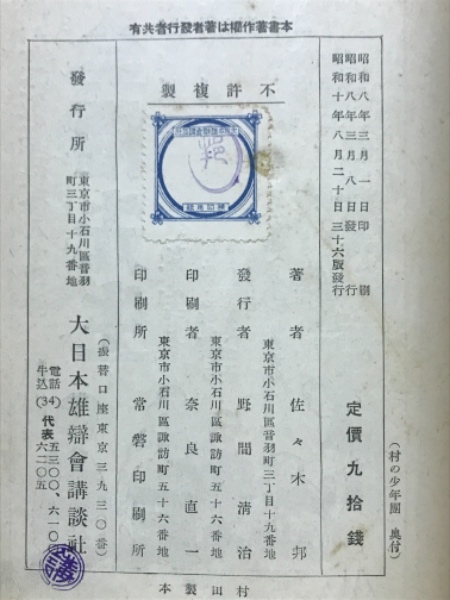 本書著作權は著者發行者共有
(村の少年團 奧付)
昭和八年三月一日印刷
昭和八年三月八日發行
昭和十年八月二十日三十六版發行
定價九拾錢
不許複製
著者 佐々木邦
東京市小石川區音羽町三丁目十九番地
發行者 野間淸治
東京市小石川區諏訪町五十六番地
印刷者 奈良直一
東京市小石川區諏訪町五十六番地
印刷所 常磐印刷所
發行所
東京市小石川區音羽
町三丁目十九番地
大日本雄辯會講談社
(振替口座東京三九三〇番)
電話
牛込(34)
代表
五三〇〇、六一〇
六二〇五
村田製本